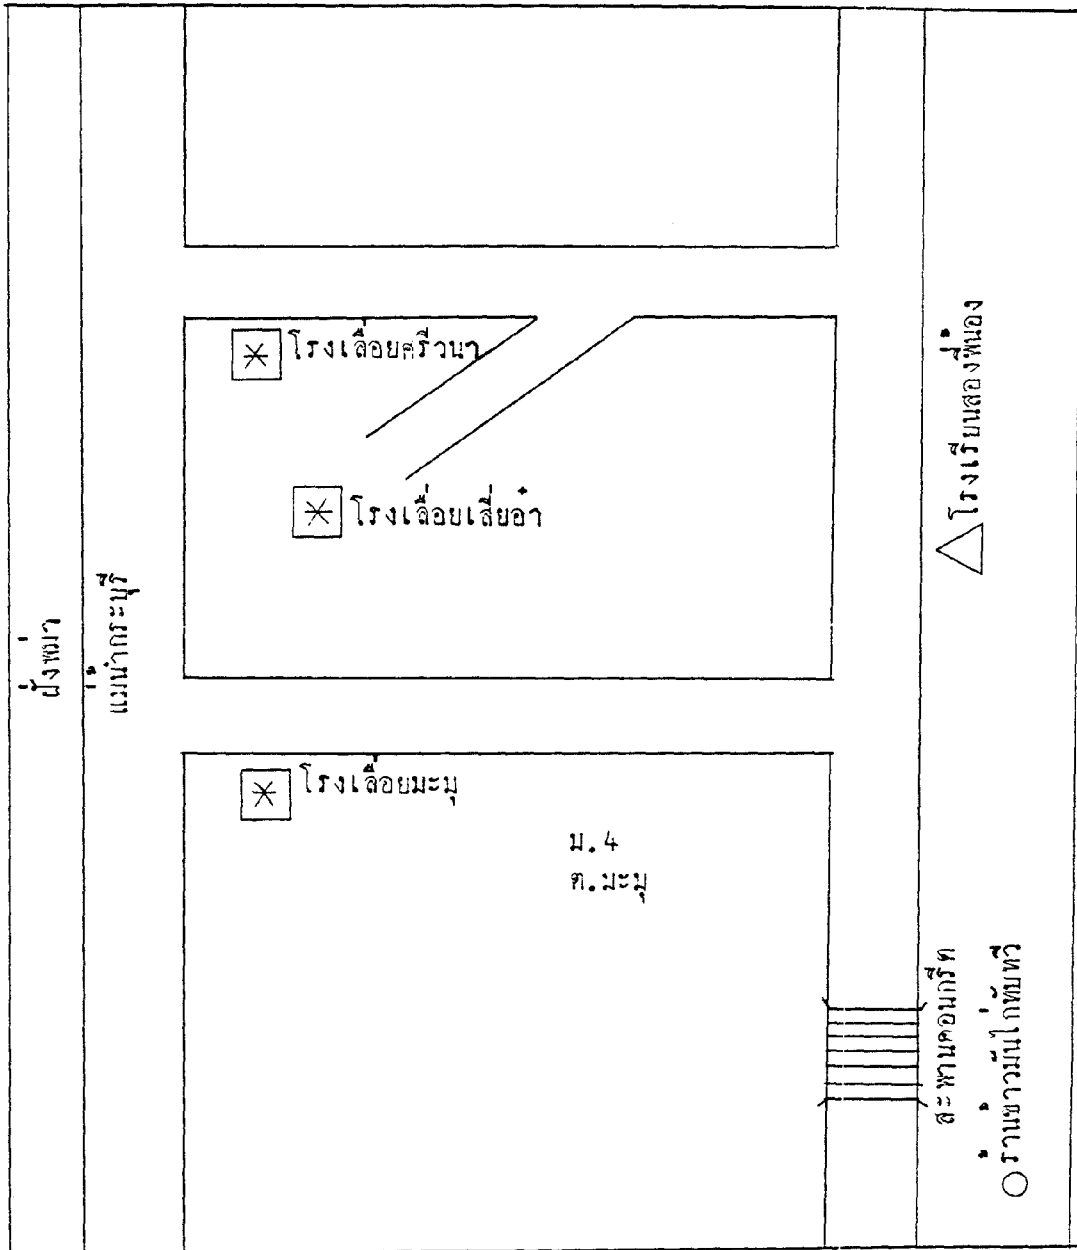 ฝั่งพม่า
แม่น้ำกระบุรี
โรงเลื่อยศรีวนา
โรงเลื่อยเสี่ยอ๋า
โรงเลื่อยมะมุ
ม.4
ต.มะมุ
โรงเรียนสองพี่น้อง
สะพานคอนกรีต
ร้านข้าวมันไก่ทับทิว